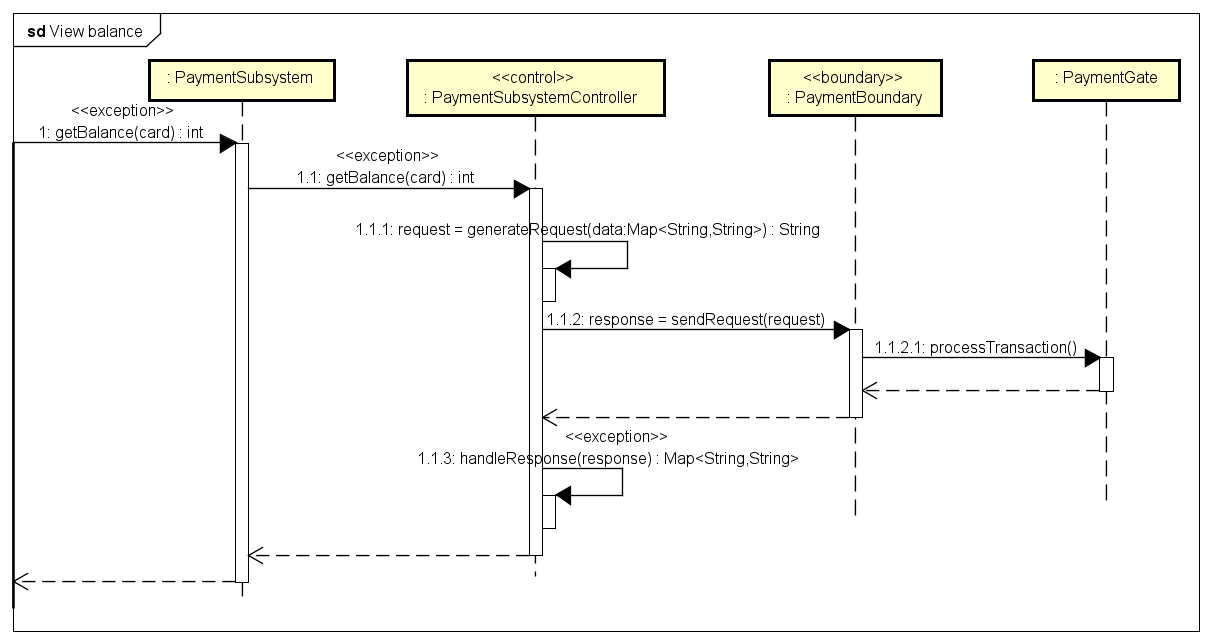 sd View balance
: PaymentSubsystem
<<control>>
: PaymentSubsystemController
<<boundary>>
: PaymentBoundary
: PaymentGate
<<exception>>
1: getBalance(card) : int
<<exception>>
1.1: getBalance(card) : int
1.1.1: request = generateRequest(data:Map<String,String>) : String
1.1.2: response = sendRequest(request)
1.1.2.1: processTransaction()
<<exception>>
1.1.3: handleResponse(response) : Map<String,String>